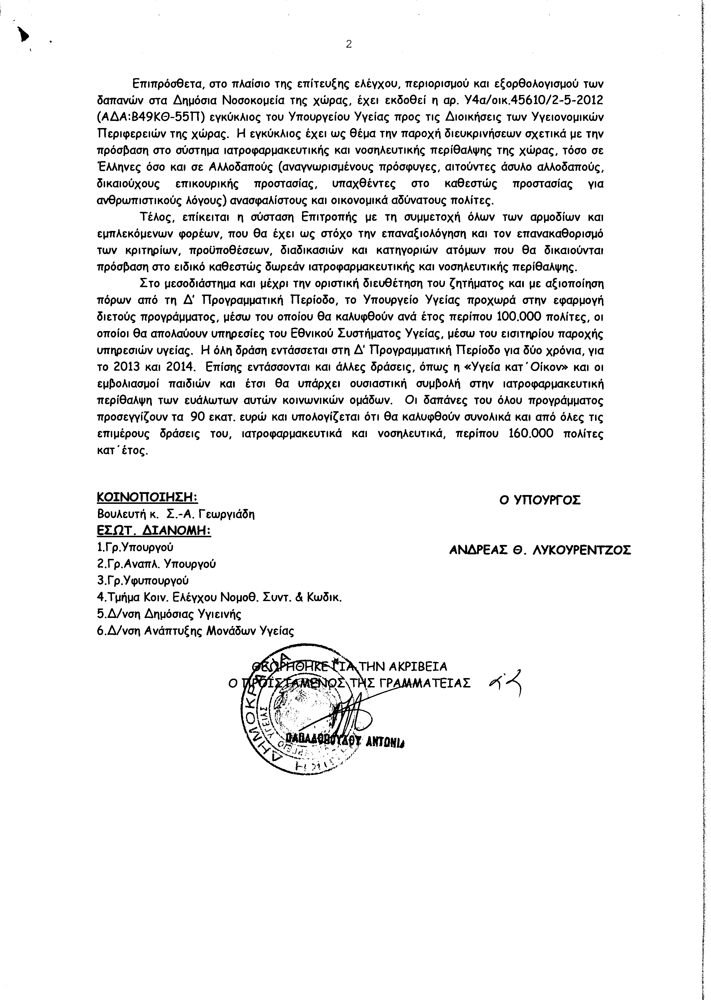 2
Επιπρόσθετα, στο πλαίσιο της επίτευξης ελέγχου, περιορισμού και εξορθολογισμού των
δαπανών στα Δημόσια Νοσοκομεία της χώρας, έχει εκδοθεί η αρ. Υ4α/οικ.45610/2-5-2012
(ΑΔΑ:Β49ΚΘ-55Π) εγκύκλιος του Υπουργείου Υγείας προς τις Διοικήσεις των Υγειονομικών
Περιφερειών της χώρας. Η εγκύκλιος έχει ως θέμα την παροχή διευκρινήσεων σχετικά με την
πρόσβαση στο σύστημα ιατροφαρμακευτικής και νοσηλευτικής περίθαλψης της χώρας, τόσο σε
Έλληνες όσο και σε Αλλοδαπούς (αναγνωρισμένους πρόσφυγες, αιτούντες άσυλο αλλοδαπούς,
δικαιούχους επικουρικής προστασίας, υπαχθέντες στο καθεστώς προστασίας για
ανθρωπιστικούς λόγους) ανασφαλίστους και οικονομικά αδύνατους πολίτες.
Τέλος, επίκειται η σύσταση Επιτροπής με τη συμμετοχή όλων των αρμοδίων και
εμπλεκόμενων φορέων, που θα έχει ως στόχο την επαναξιολόγηση και τον επανακαθορισμό
των κριτηρίων, προϋποθέσεων, διαδικασιών και κατηγοριών ατόμων που θα δικαιούνται
πρόσβαση στο ειδικό καθεστώς δωρεάν ιατροφαρμακευτικής και νοσηλευτικής περίθαλψης.
Στο μεσοδιάστημα και μέχρι την οριστική διευθέτηση του ζητήματος και με αξιοποίηση
πόρων από τη Δ' Προγραμματική Περίοδο, το Υπουργείο Υγείας προχωρά στην εφαρμογή
διετούς προγράμματος, μέσω του οποίου θα καλυφθούν ανά έτος περίπου 100.000 πολίτες, οι
οποίοι θα απολαύουν υπηρεσίες του Εθνικού Συστήματος Υγείας, μέσω του εισιτηρίου παροχής
υπηρεσιών υγείας. Η όλη δράση εντάσσεται στη Δ' Προγραμματική Περίοδο για δύο χρόνια, για
το 2013 και 2014. Επίσης εντάσσονται και άλλες δράσεις, όπως η «Υγεία κατ΄Οίκον» και οι
εμβολιασμοί παιδιών και έτσι θα υπάρχει ουσιαστική συμβολή στην ιατροφαρμακευτική
περίθαλψη των ευάλωτων αυτών κοινωνικών ομάδων. Οι δαπάνες του όλου προγράμματος
προσεγγίζουν τα 90 εκατ. ευρώ και υπολογίζεται ότι θα καλυφθούν συνολικά και από όλες τις
επιμέρους δράσεις του, ιατροφαρμακευτικά και νοσηλευτικά, περίπου 160.000 πολίτες
κατ΄έτος.
ΚΟΙΝΟΠΟΙΗΣΗ:
Ο ΥΠΟΥΡΓΟΣ
Βουλευτή κ. Σ.-Α. Γεωργιάδη
ΕΣΩΤ. ΔΙΑΝΟΜΗ:
1.Γρ.Υπουργού
ΑΝΔΡΕΑΣ Θ. ΛΥΚΟΥΡΕΝΤΖΟΣ
2.Γρ.Αναπλ. Υπουργού
3.Γρ.Υφυπουργού
4.Τμήμα Κοιν. Ελέγχου Νομοθ. Συντ. & Κωδικ.
5.Δ/νση Δημόσιας Υγιεινής
6.Δ/νση Ανάπτυξης Μονάδων Υγείας
ΘΕΩΡΗΘΗΚΕ ΓΙΑ ΤΗΝ ΑΚΡΙΒΕΙΑ
Ο ΠΡΟΪΣΤΑΜΕΝΟΣ ΤΗΣ ΓΡΑΜΜΑΤΕΙΑΣ
ΔΗΜΟΚΡΑΤΙΑ
ΥΓΕΙΑΣ
ΠΑΠΑΔΟΠΟΥΛΟΥ ΑΝΤΩΝΙΑ